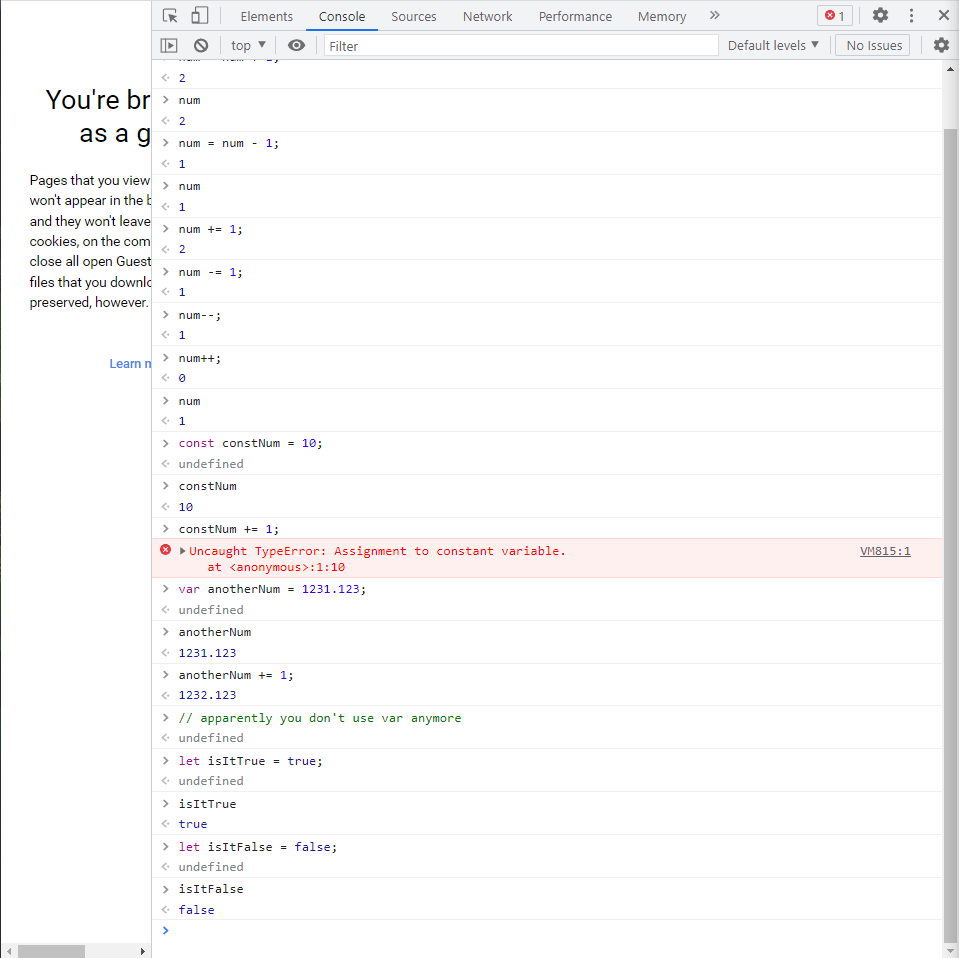 Elements Console Sources Network Performance Memory 1
top Filter Default levels No Issues
You're br
as a g
Pages that you view
won't appear in the b
and they won't leave
cookies, on the com
close all open Guest
files that you downlo
preserved, however.
Learn n
2
num
2
num = num - 1;
1
num
1
num += 1;
2
num -= 1;
1
num--;
1
num++;
0
num
1
const constNum = 10;
undefined
constNum
10
constNum += 1;
Uncaught TypeError: Assignment to constant variable. VM815:1
at <anonymous>:1:10
var anotherNum = 1231.123;
undefined
anotherNum
1231.123
anotherNum += 1;
1232.123
// apparently you don't use var anymore
undefined
let isItTrue = true;
undefined
isItTrue
true
let isItFalse = false;
undefined
isItFalse
false